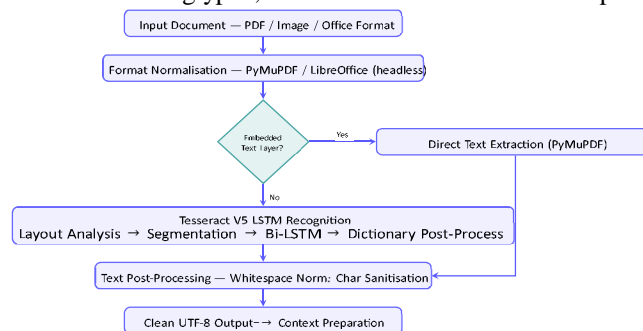 Input Document — PDF / Image / Office Format
Format Normalisation — PyMuPDF / LibreOffice (headless)
Embedded
Text Layer?
Yes
Direct Text Extraction (PyMuPDF)
No
Tesseract V5 LSTM Recognition
Layout Analysis → Segmentation → Bi-LSTM → Dictionary Post-Process
Text Post-Processing — Whitespace Norm; Char Sanitisation
Clean UTF-8 Output–→ Context Preparation